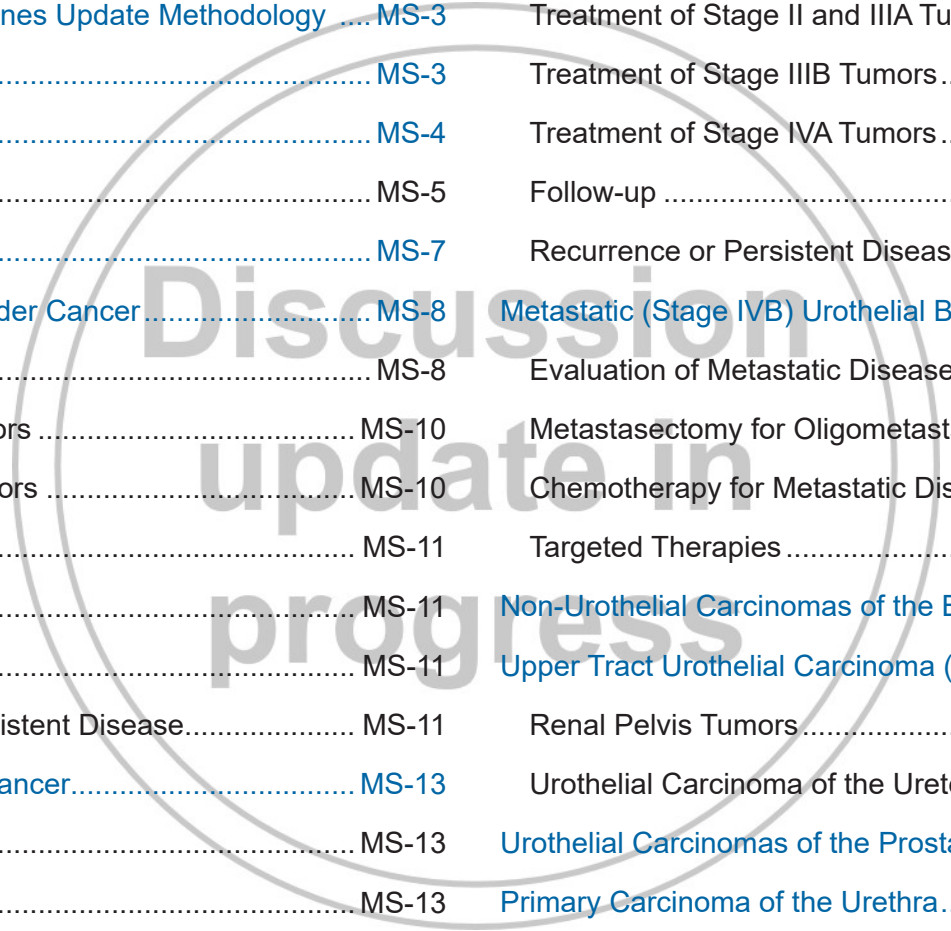 nes Update Methodology .... MS-3
............................................... MS-3
............................................... MS-4
............................................... MS-5
............................................... MS-7
der Cancer ............................. MS-8
............................................... MS-8
ors ........................................ MS-10
ors ....................................... MS-10
............................................. MS-11
............................................. MS-11
............................................. MS-11
istent Disease...................... MS-11
ancer.................................... MS-13
............................................. MS-13
............................................. MS-13
Treatment of Stage II and IIIA Tu
Treatment of Stage IIIB Tumors ..
Treatment of Stage IVA Tumors ..
Follow-up ....................................
Recurrence or Persistent Diseas
Metastatic (Stage IVB) Urothelial B
Evaluation of Metastatic Disease
Metastasectomy for Oligometast
Chemotherapy for Metastatic Dis
Targeted Therapies .....................
Non-Urothelial Carcinomas of the B
Upper Tract Urothelial Carcinoma (
Renal Pelvis Tumors ...................
Urothelial Carcinoma of the Uret
Urothelial Carcinomas of the Prosta
Primary Carcinoma of the Urethra ..
Discussion
update in
progress